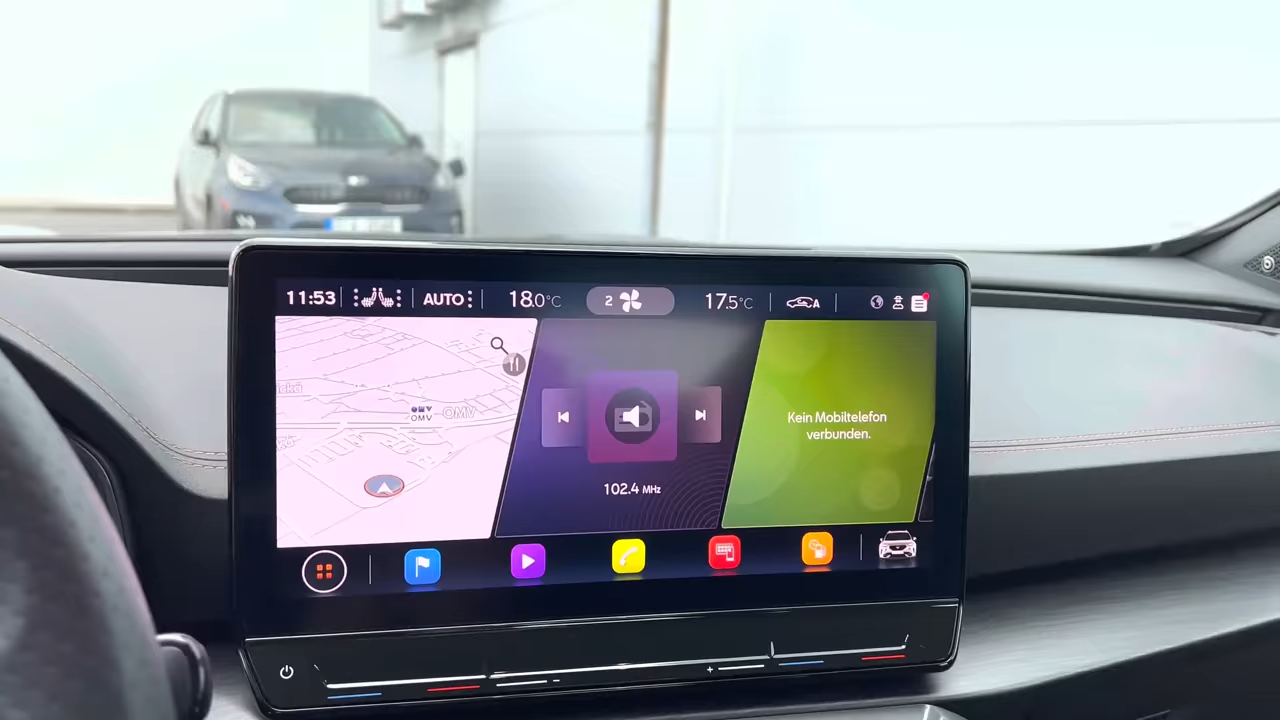 11:53
AUTO
18.0°C
2
17.5°C
A
OMV
OMV
Kein Mobiltelefon
verbunden.
102.4 MHz